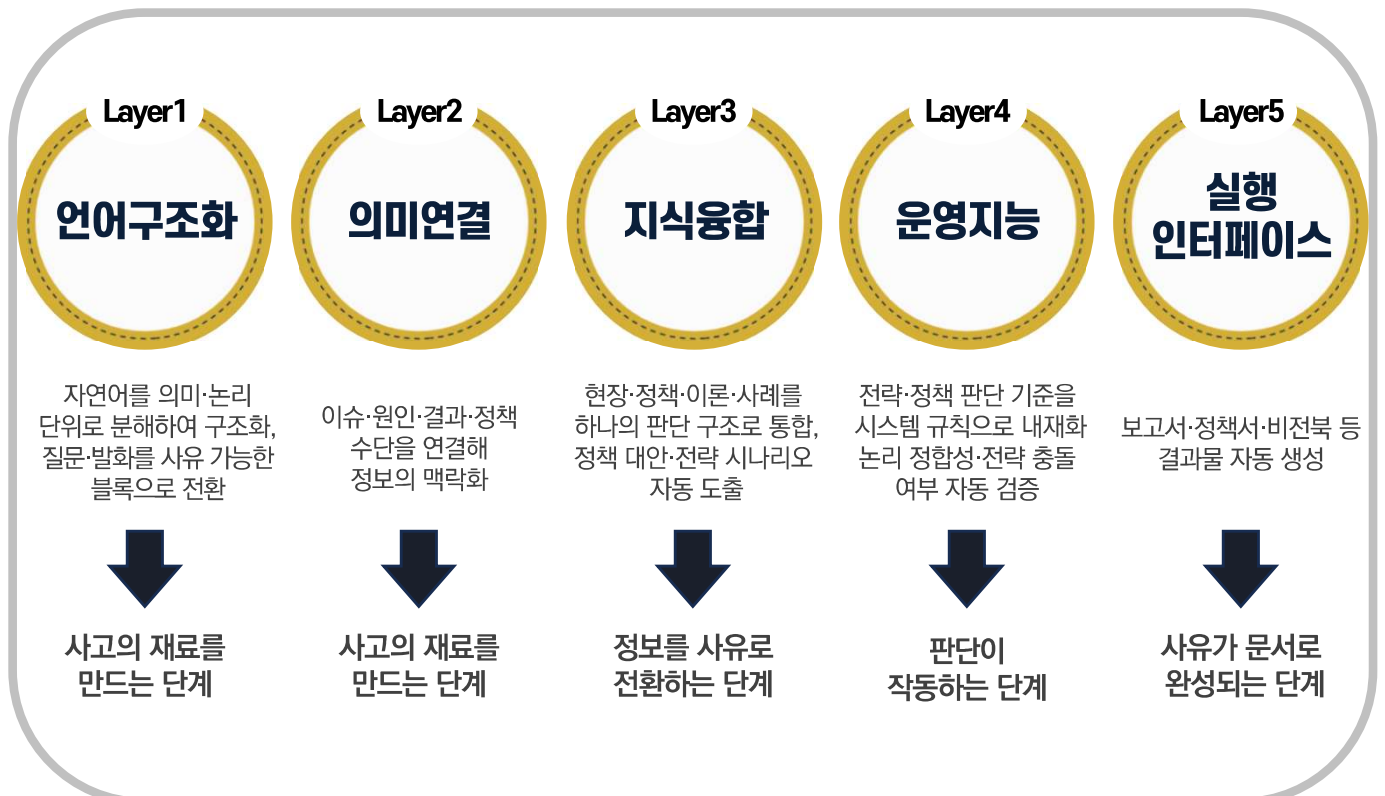 Layer1
언어구조화
자연어를 의미·논리
단위로 분해하여 구조화,
질문·발화를 사유 가능한
블록으로 전환
사고의 재료를
만드는 단계
Layer2
의미연결
이슈·원인·결과·정책
수단을 연결해
정보의 맥락화
사고의 재료를
만드는 단계
Layer3
지식융합
현장·정책·이론·사례를
하나의 판단 구조로 통합,
정책 대안·전략 시나리오
자동 도출
정보를 사유로
전환하는 단계
Layer4
운영지능
전략·정책 판단 기준을
시스템 규칙으로 내재화
논리 정합성·전략 충돌
여부 자동 검증
판단이
작동하는 단계
Layer5
실행
인터페이스
보고서·정책서·비전북 등
결과물 자동 생성
사유가 문서로
완성되는 단계